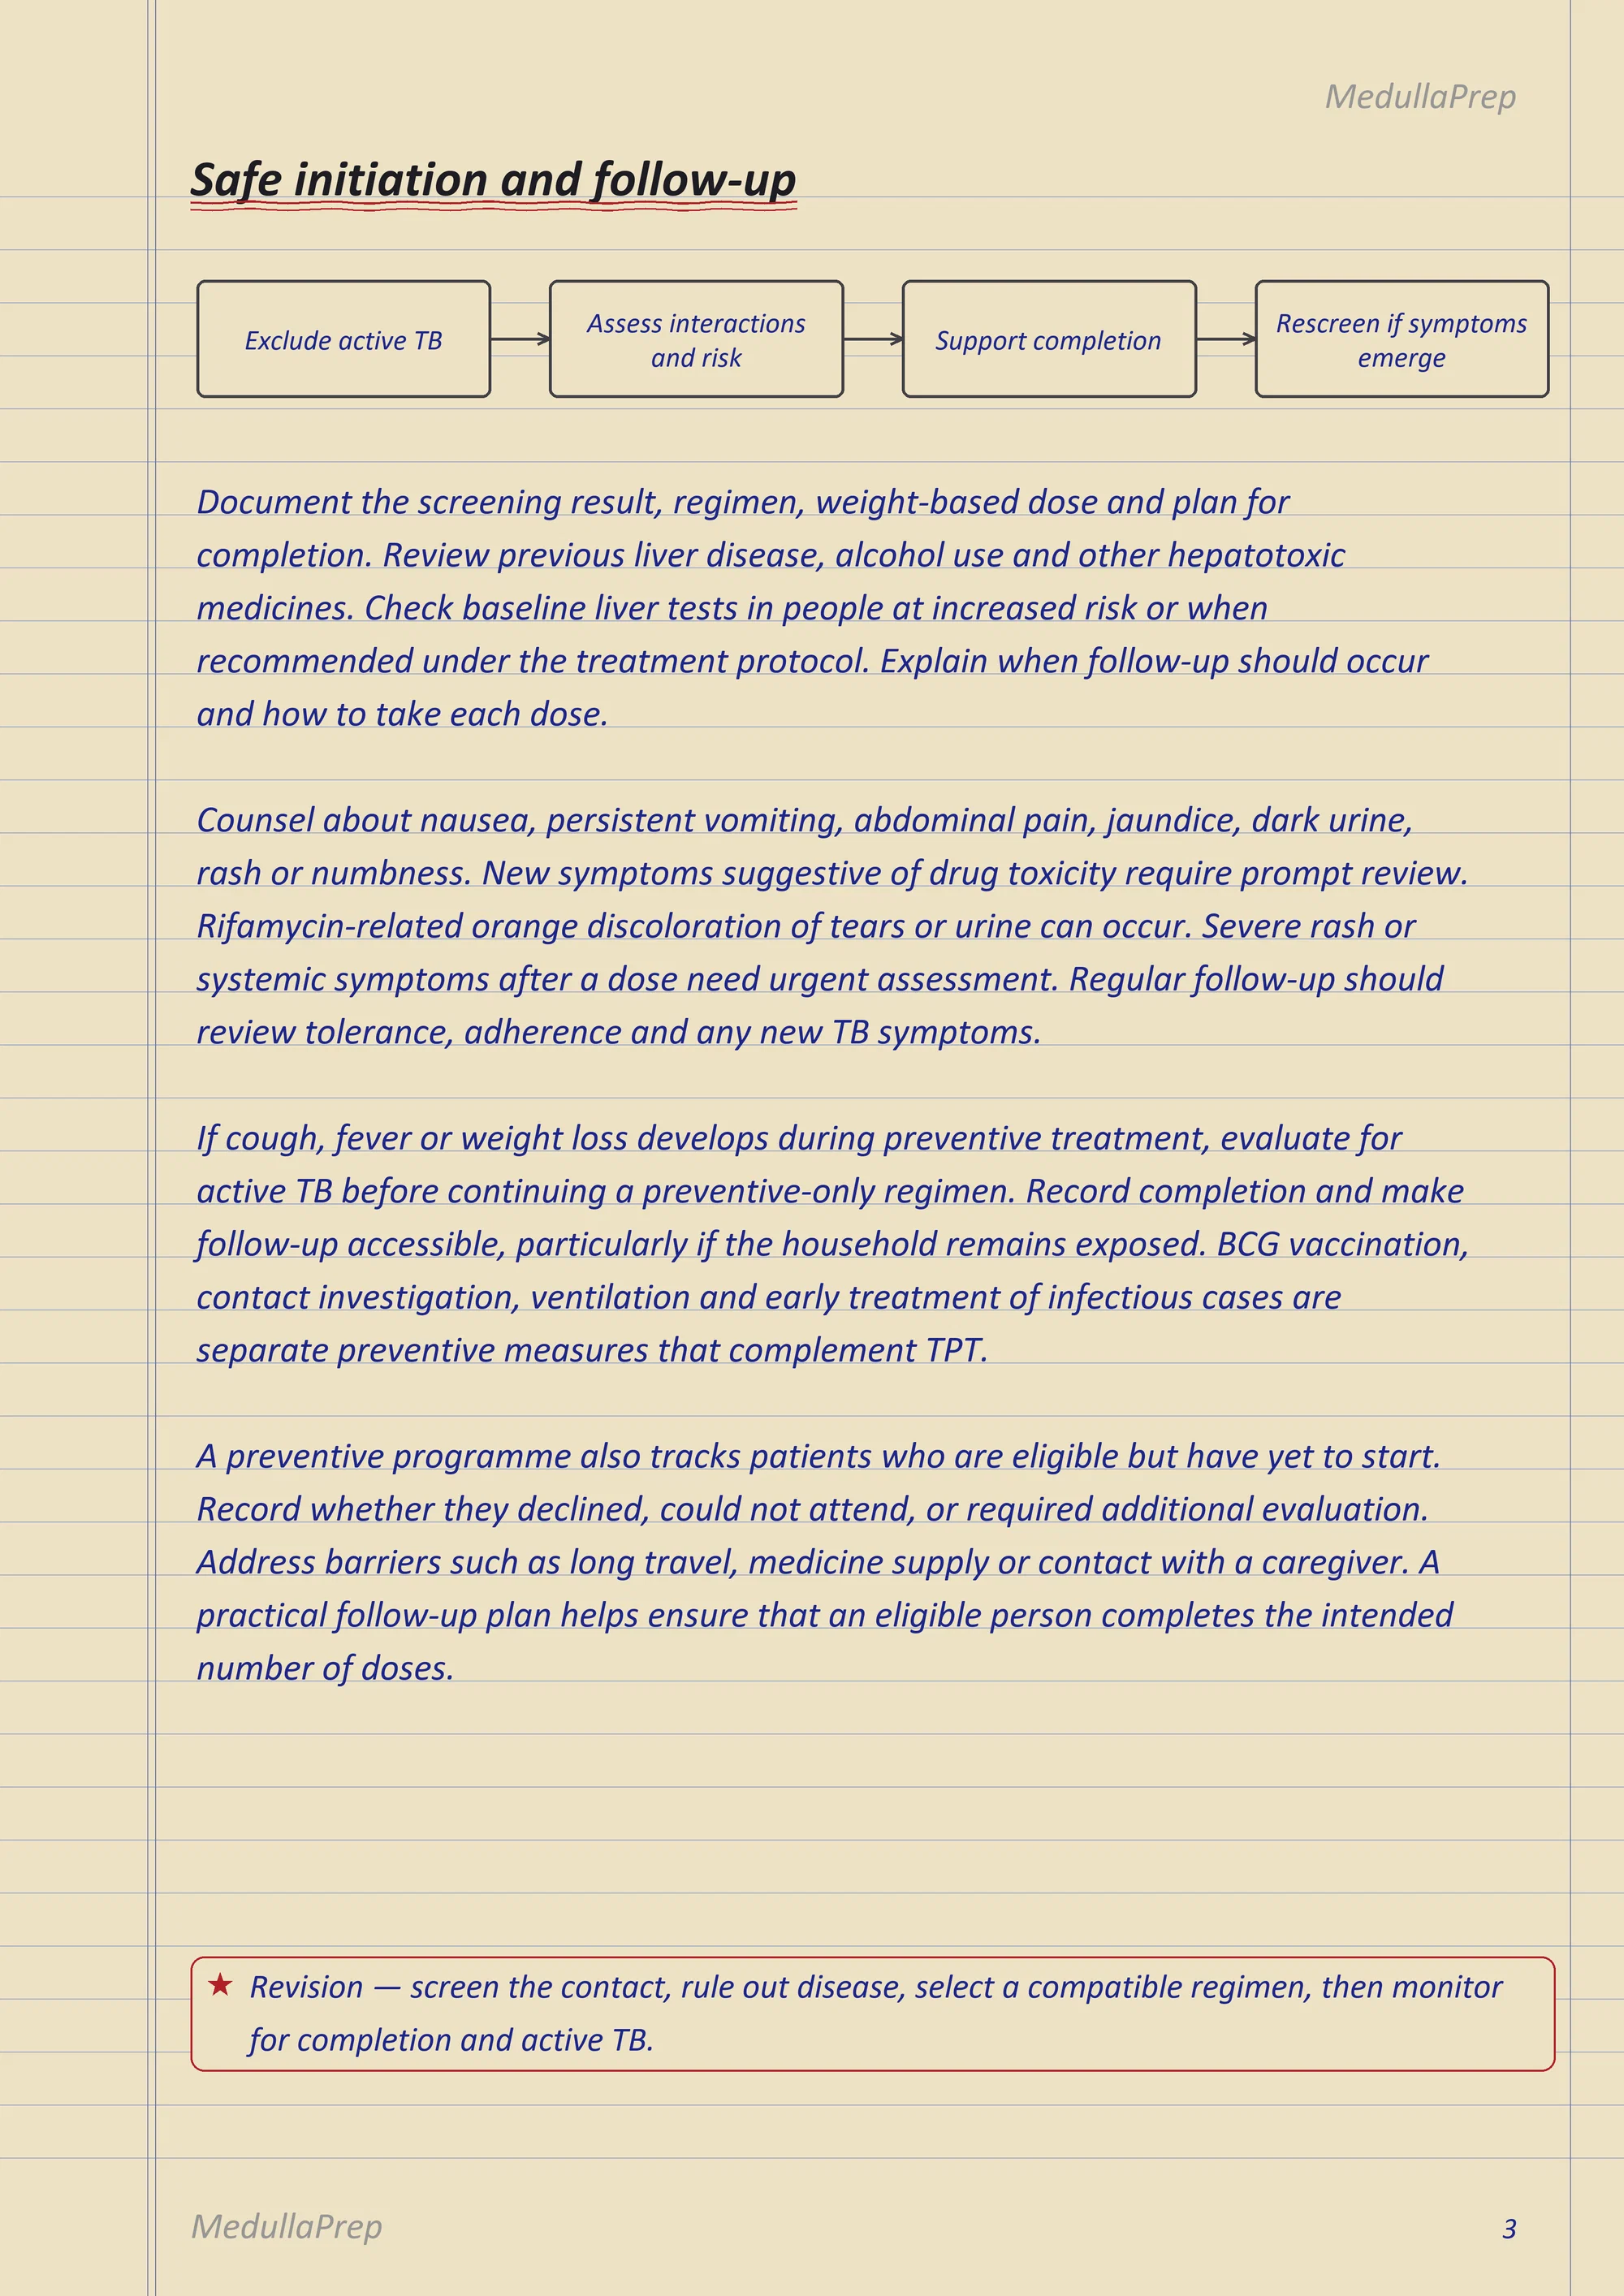 MedullaPrep
Safe initiation and follow-up
Exclude active TB
Assess interactions
and risk
Support completion
Rescreen if symptoms
emerge
Document the screening result, regimen, weight-based dose and plan for
completion. Review previous liver disease, alcohol use and other hepatotoxic
medicines. Check baseline liver tests in people at increased risk or when
recommended under the treatment protocol. Explain when follow-up should occur
and how to take each dose.
Counsel about nausea, persistent vomiting, abdominal pain, jaundice, dark urine,
rash or numbness. New symptoms suggestive of drug toxicity require prompt review.
Rifamycin-related orange discoloration of tears or urine can occur. Severe rash or
systemic symptoms after a dose need urgent assessment. Regular follow-up should
review tolerance, adherence and any new TB symptoms.
If cough, fever or weight loss develops during preventive treatment, evaluate for
active TB before continuing a preventive-only regimen. Record completion and make
follow-up accessible, particularly if the household remains exposed. BCG vaccination,
contact investigation, ventilation and early treatment of infectious cases are
separate preventive measures that complement TPT.
A preventive programme also tracks patients who are eligible but have yet to start.
Record whether they declined, could not attend, or required additional evaluation.
Address barriers such as long travel, medicine supply or contact with a caregiver. A
practical follow-up plan helps ensure that an eligible person completes the intended
number of doses.
★ Revision — screen the contact, rule out disease, select a compatible regimen, then monitor
for completion and active TB.
MedullaPrep
3